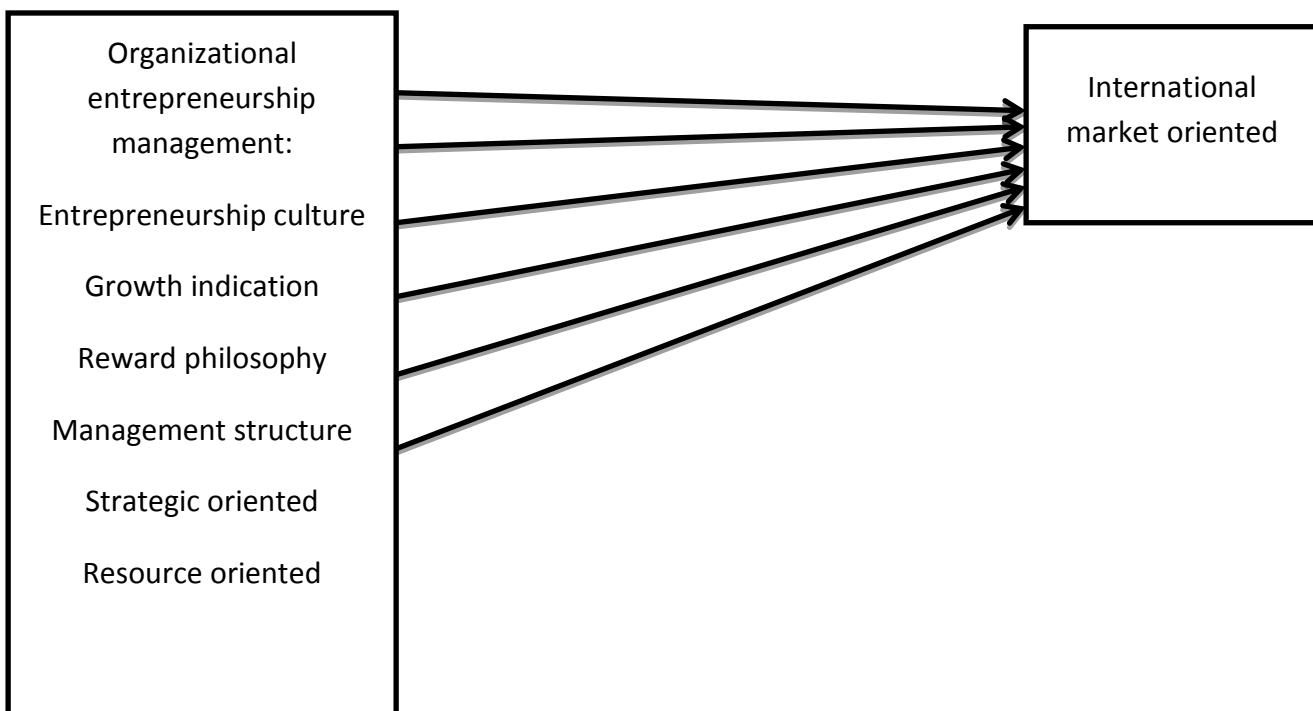 Organizational
entrepreneurship
management:
Entrepreneurship culture
Growth indication
Reward philosophy
Management structure
Strategic oriented
Resource oriented
International
market oriented